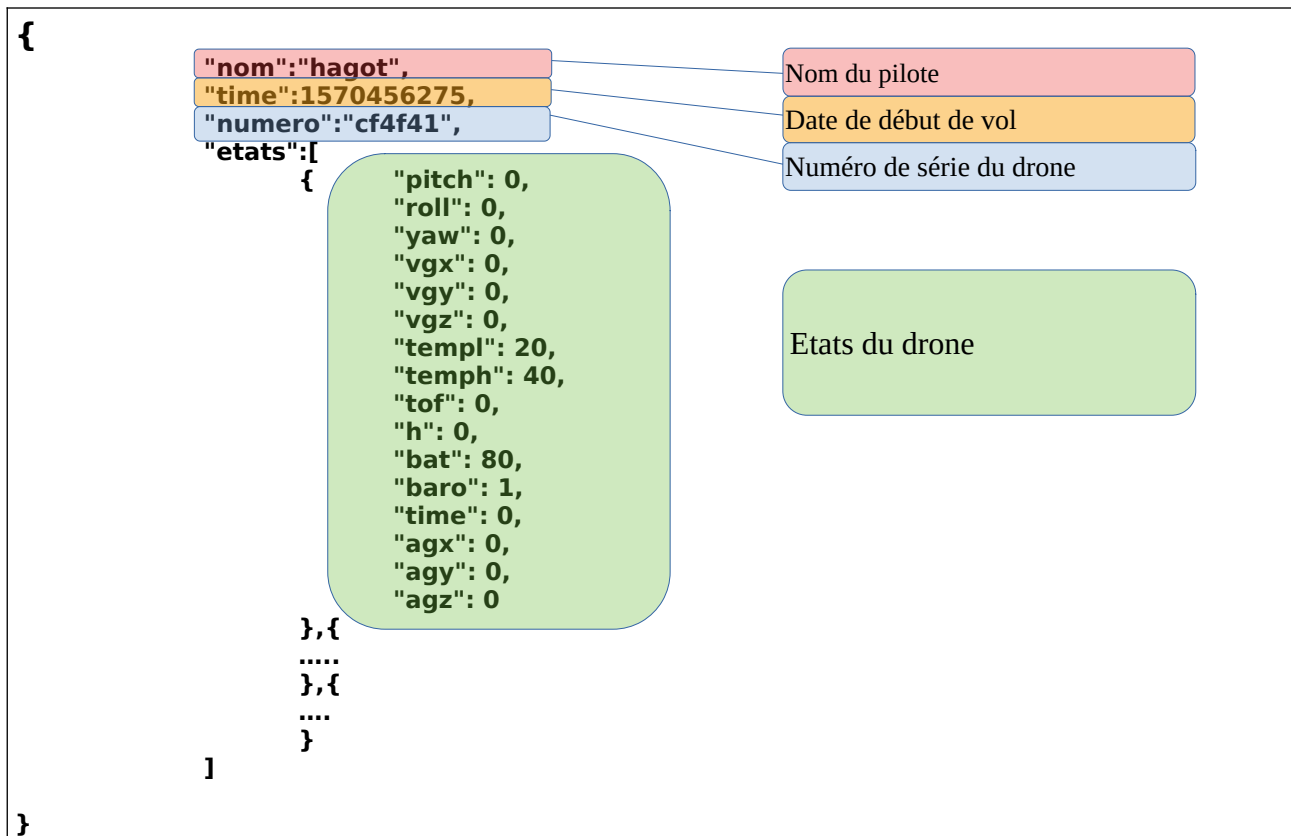 {
"nom":"hagot",
"time":1570456275,
"numero":"cf4f41",
"etats":[
{
"pitch": 0,
"roll": 0,
"yaw": 0,
"vgx": 0,
"vgy": 0,
"vgz": 0,
"templ": 20,
"temph": 40,
"tof": 0,
"h": 0,
"bat": 80,
"baro": 1,
"time": 0,
"agx": 0,
"agy": 0,
"agz": 0
},{
.....
},{
....
}
]
}
Nom du pilote
Date de début de vol
Numéro de série du drone
Etats du drone